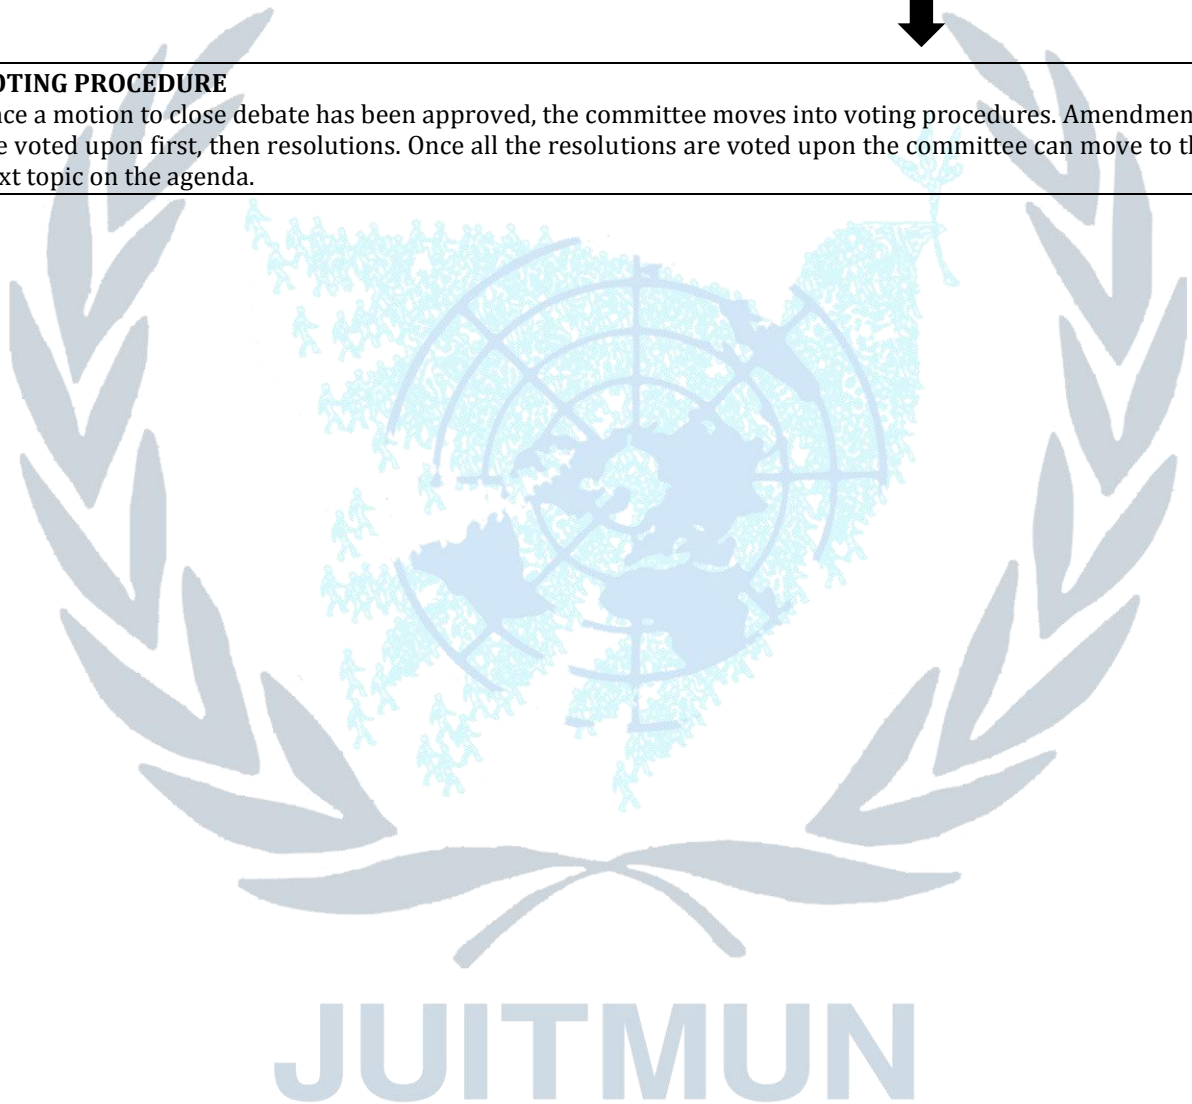 OTING PROCEDURE
nce a motion to close debate has been approved, the committee moves into voting procedures. Amendmen
e voted upon first, then resolutions. Once all the resolutions are voted upon the committee can move to th
xt topic on the agenda.
JUITMUN